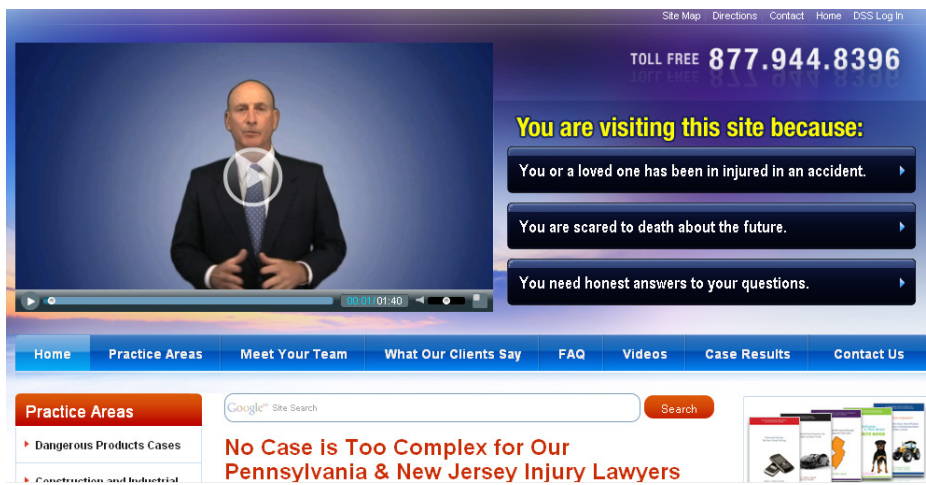 Site Map Directions Contact Home DSS Log In
TOLL FREE 877.944.8396
You are visiting this site because:
You or a loved one has been in injured in an accident.
You are scared to death about the future.
You need honest answers to your questions.
00:01/01:40
Home Practice Areas Meet Your Team What Our Clients Say FAQ Videos Case Results Contact Us
Practice Areas
Google™ Site Search
Search
Dangerous Products Cases
No Case is Too Complex for Our
Pennsylvania & New Jersey Injury Lawyers
Construction and Industrial